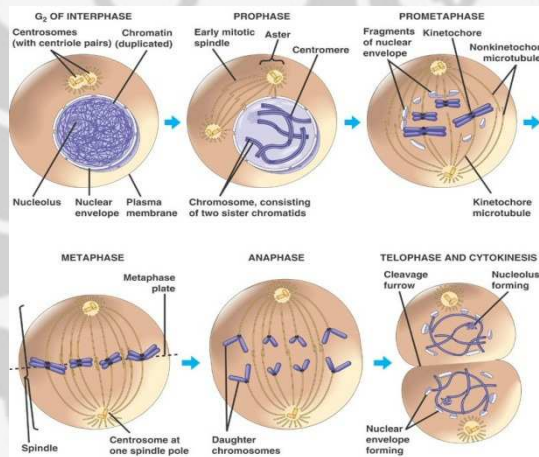 G₂ OF INTERPHASE
Centrosomes
(with centriole pairs)
Chromatin
(duplicated)
Nucleolus
Nuclear
envelope
Plasma
membrane
PROPHASE
Early mitotic
spindle
Aster
Centromere
Chromosome, consisting
of two sister chromatids
PROMETAPHASE
Fragments
of nuclear
envelope
Kinetochore
Nonkinetochore
microtubule
Kinetochore
microtubule
METAPHASE
Metaphase
plate
Spindle
Centrosome at
one spindle pole
ANAPHASE
Daughter
chromosomes
TELOPHASE AND CYTOKINESIS
Cleavage
furrow
Nucleolus
forming
Nuclear
envelope
forming